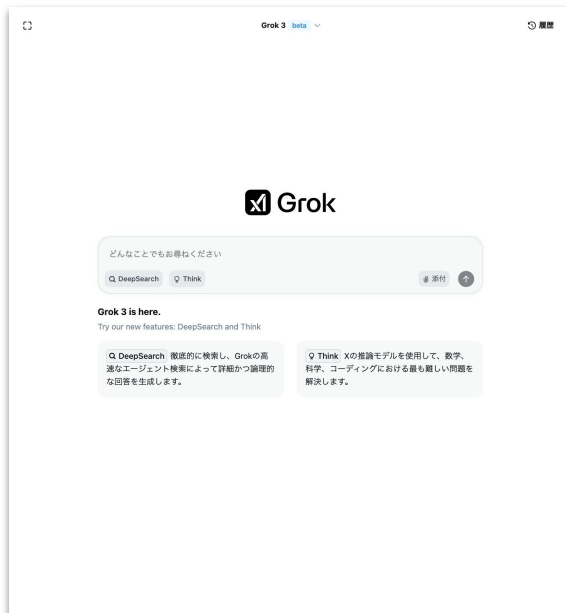 Grok 3 beta
履歴
xI Grok
どんなことでもお尋ねください
DeepSearch Think 添付
Grok 3 is here.
Try our new features: DeepSearch and Think
DeepSearch 徹底的に検索し、Grokの高
速なエージェント検索によって詳細かつ論理的
な回答を生成します。
Think Xの推論モデルを使用して、数学、
科学、コーディングにおける最も難しい問題を
解決します。